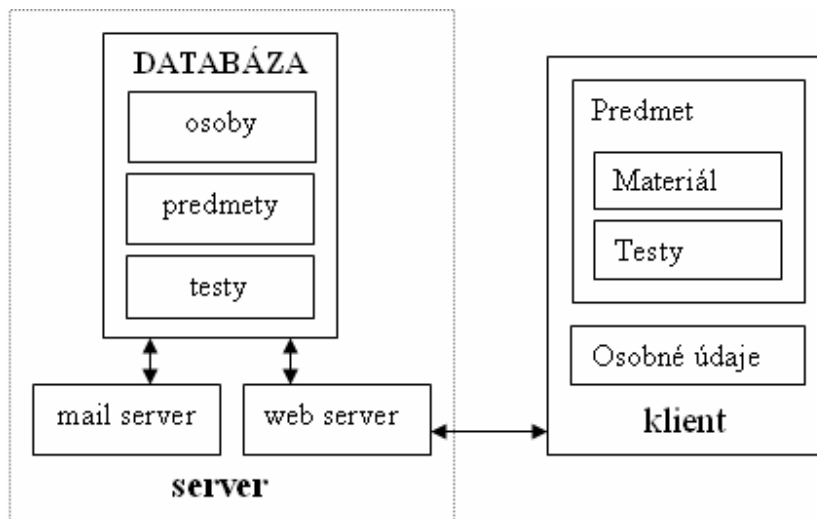 DATABÁZA
osoby
predmety
testy
mail server
web server
server
Predmet
Materiál
Testy
Osobné údaje
klient